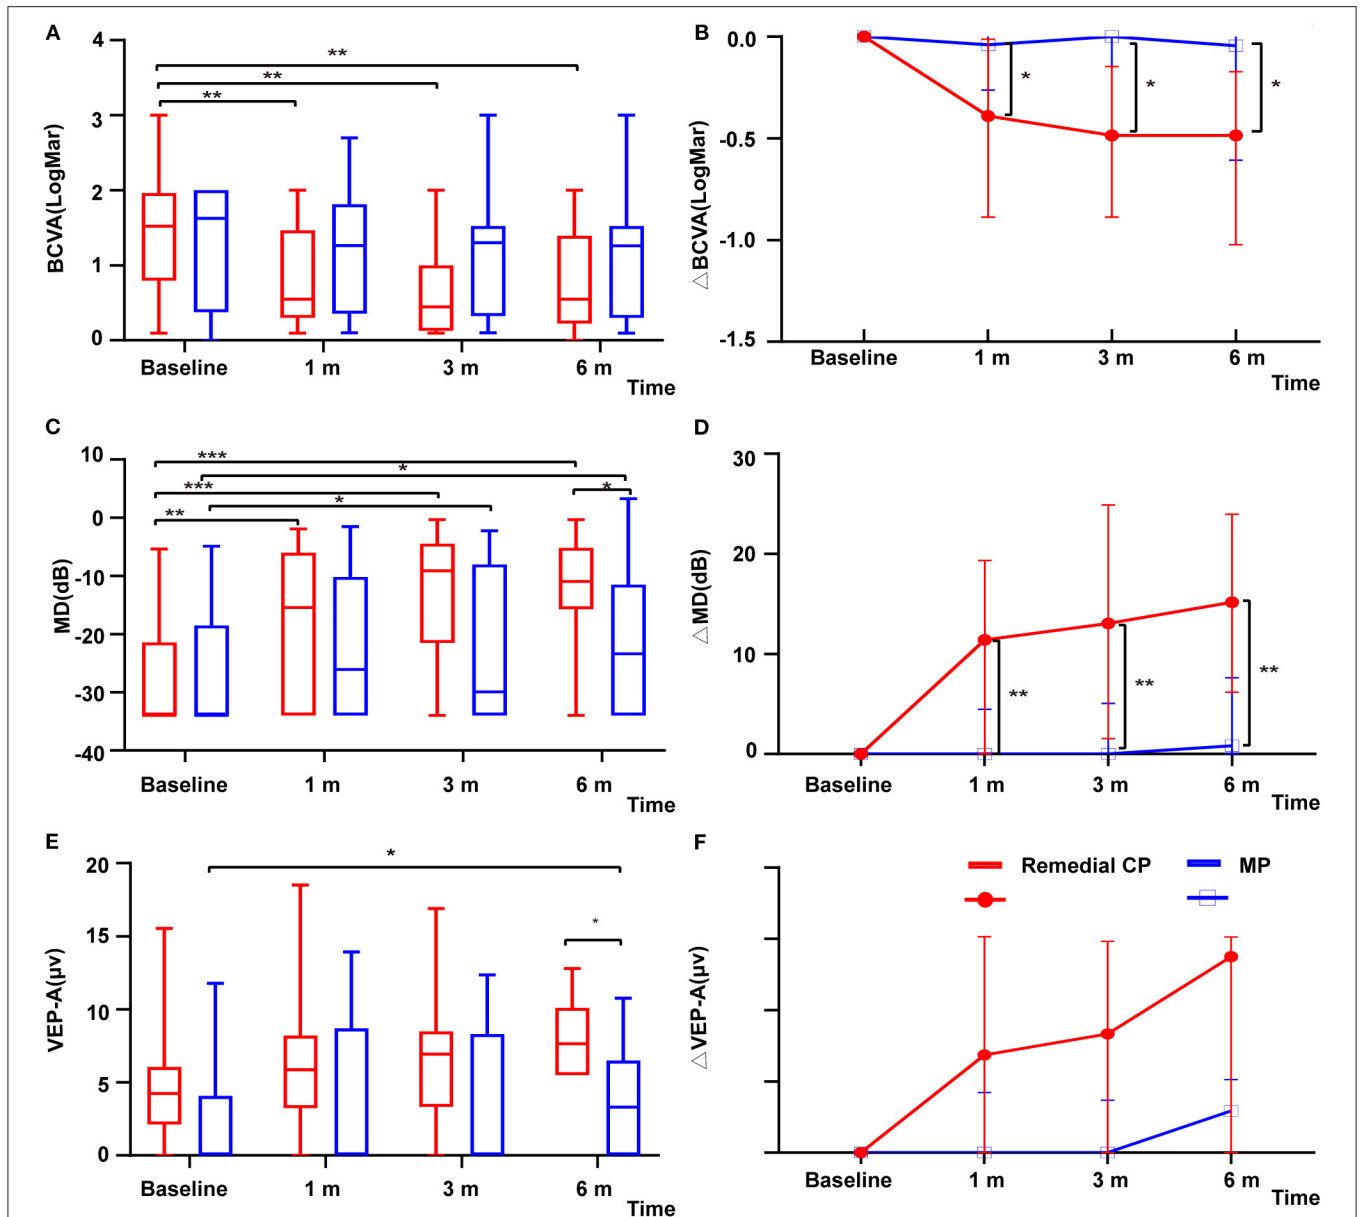 A
BCVA(LogMar)
4
3
2
1
0
**
**
**
Baseline 1 m 3 m 6 m
Time
B
△BCVA(LogMar)
0.0
-0.5
-1.0
-1.5
*
*
*
Baseline 1 m 3 m 6 m
Time
C
MD(dB)
10
0
-10
-20
-30
-40
***
*
***
*
*
**
Baseline 1 m 3 m 6 m
Time
D
△MD(dB)
30
20
10
0
**
**
**
Baseline 1 m 3 m 6 m
Time
E
VEP-A(μv)
20
15
10
5
0
*
*
Baseline 1 m 3 m 6 m
Time
F
△VEP-A(μv)
Remedial CP MP
Baseline 1 m 3 m 6 m
Time